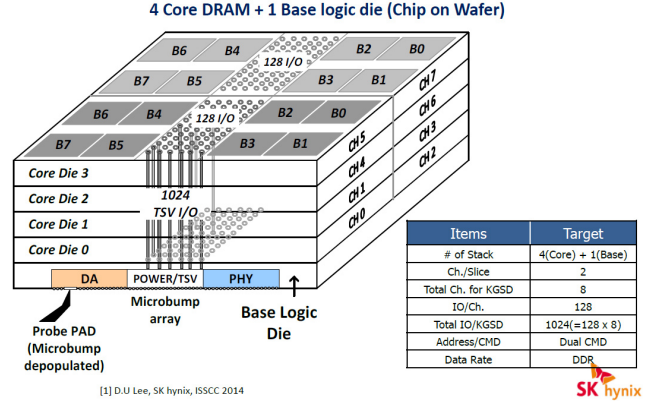 4 Core DRAM + 1 Base logic die (Chip on Wafer)
B6 B4 B2 B0
128 I/O
B7 B5 B3 B1
B6 B4 B2 B0
128 I/O
B7 B5 B3 B1
CH 7
CH 6
CH 3
CH 2
CH 5
CH 4
CH 1
CH 0
Core Die 3
Core Die 2
Core Die 1
Core Die 0
1024
TSV I/O
DA POWER/TSV PHY
Probe PAD
(Microbump
depopulated)
Microbump
array
Base Logic
Die
Items Target
# of Stack 4(Core) + 1(Base)
Ch./Slice 2
Total Ch. for KGSD 8
IO/Ch. 128
Total IO/KGSD 1024(=128 x 8)
Address/CMD Dual CMD
Data Rate DDR
SK hynix
[1] D.U Lee, SK hynix, ISSCC 2014